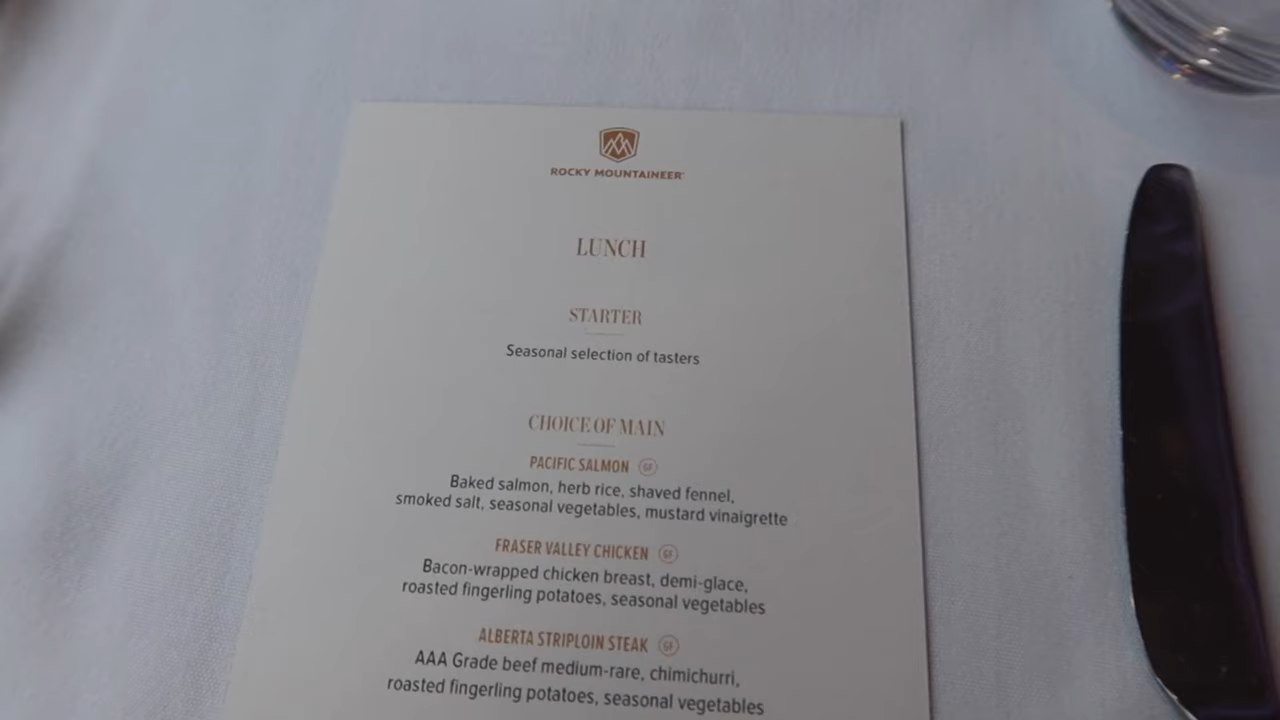 ROCKY MOUNTAINEER
LUNCH
STARTER
Seasonal selection of tasters
CHOICE OF MAIN
PACIFIC SALMON GF
Baked salmon, herb rice, shaved fennel,
smoked salt, seasonal vegetables, mustard vinaigrette
FRASER VALLEY CHICKEN GF
Bacon-wrapped chicken breast, demi-glace,
roasted fingerling potatoes, seasonal vegetables
ALBERTA STRIPLOIN STEAK GF
AAA Grade beef medium-rare, chimichurri,
roasted fingerling potatoes, seasonal vegetables